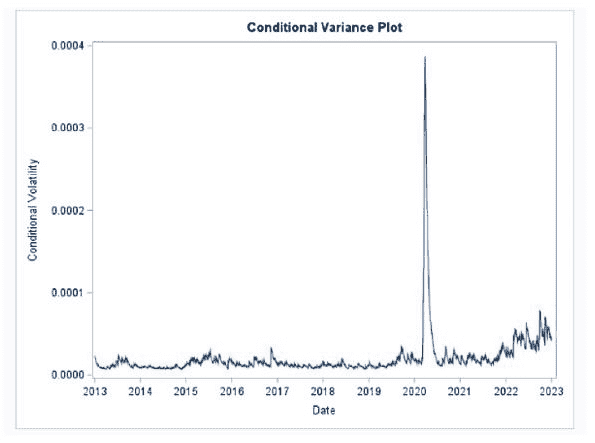 Conditional Variance Plot
0.0004
0.0003
0.0002
0.0001
0.0000
Conditional Volatility
2013 2014 2015 2016 2017 2018 2019 2020 2021 2022 2023
Date